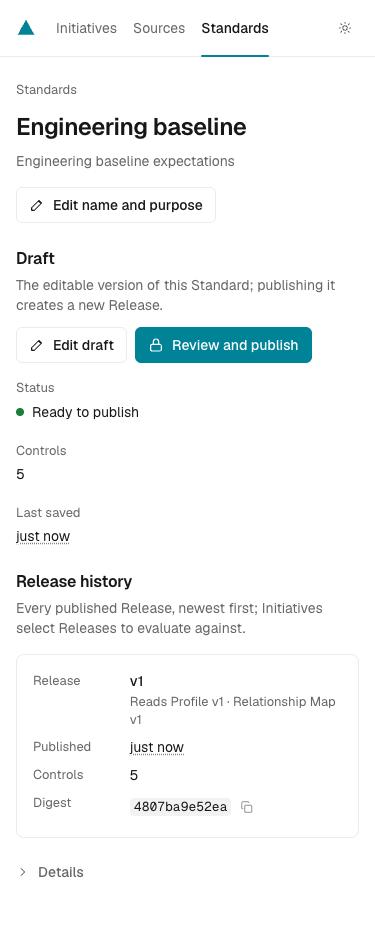 Initiatives Sources Standards
Standards
Engineering baseline
Engineering baseline expectations
Edit name and purpose
Draft
The editable version of this Standard; publishing it
creates a new Release.
Edit draft Review and publish
Status
Ready to publish
Controls
5
Last saved
just now
Release history
Every published Release, newest first; Initiatives
select Releases to evaluate against.
Release v1
Reads Profile v1 · Relationship Map
v1
Published just now
Controls 5
Digest 4807ba9e52ea
Details